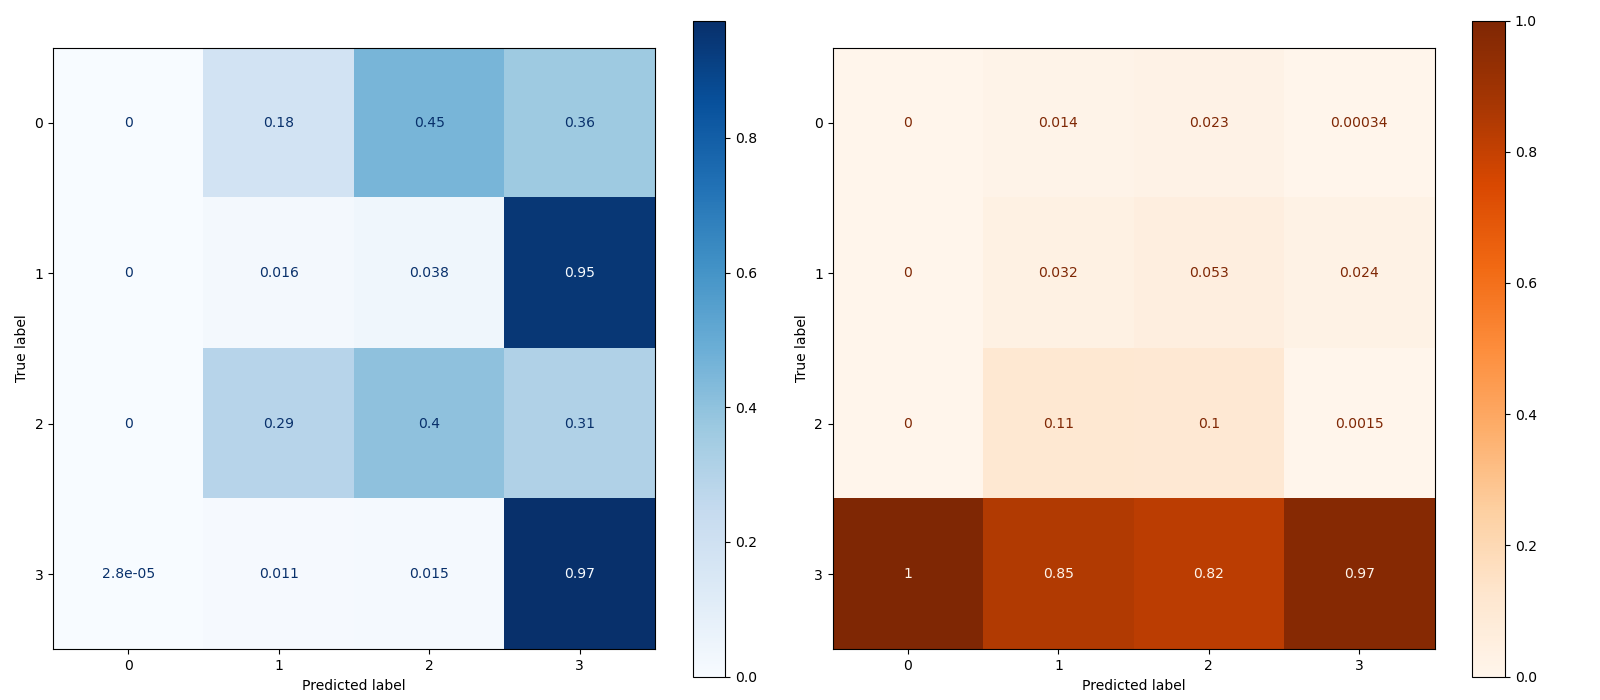 0 0 0.18 0.45 0.36
1 0 0.016 0.038 0.95
2 0 0.29 0.4 0.31
3 2.8e-05 0.011 0.015 0.97
0 1 2 3
True label
Predicted label
0.8
0.6
0.4
0.2
0.0
0 0 0.014 0.023 0.00034
1 0 0.032 0.053 0.024
2 0 0.11 0.1 0.0015
3 1 0.85 0.82 0.97
0 1 2 3
True label
Predicted label
1.0
0.8
0.6
0.4
0.2
0.0